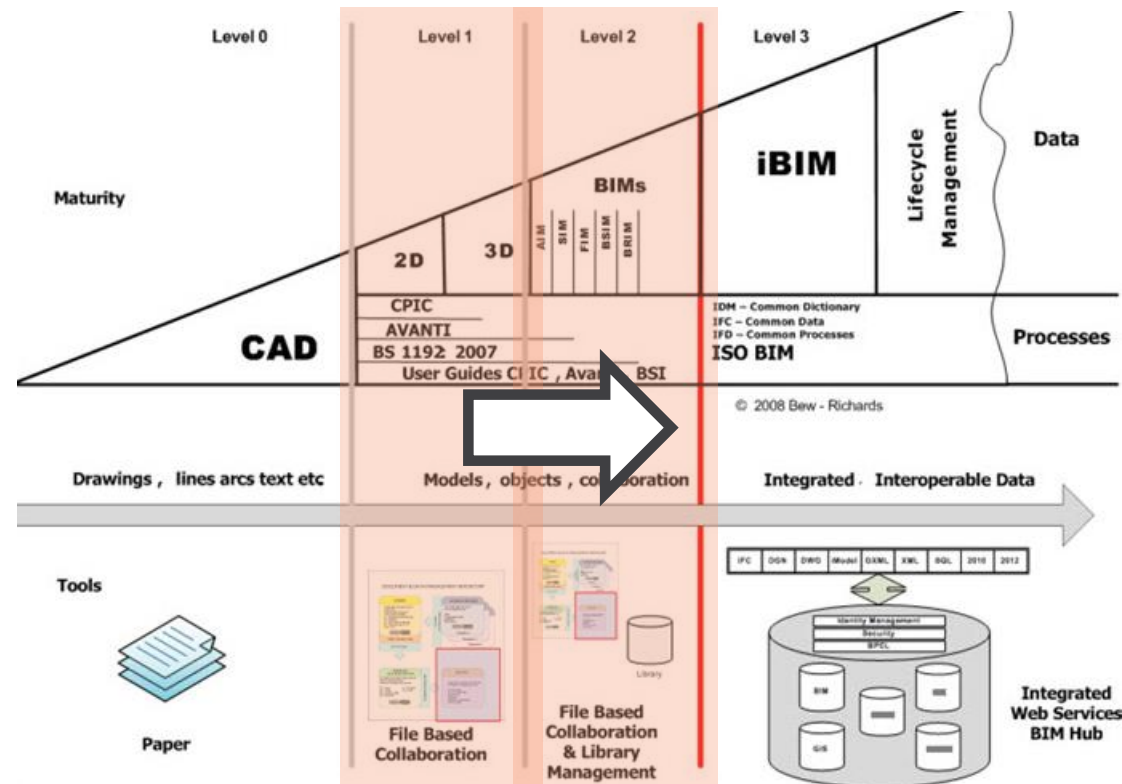 Level 0
Level 1
Level 2
Level 3
Maturity
CAD
2D
3D
BIMs
AIM
SIM
FIM
BSIM
BRIM
iBIM
Lifecycle
Management
Data
CPIC
AVANTI
BS 1192: 2007
User Guides CPIC , Avan BSI
IDM – Common Dictionary
IFC – Common Data
IFD – Common Processes
ISO BIM
Processes
© 2008 Bew - Richards
Drawings , lines arcs text etc
Models , objects , collaboration
Integrated , Interoperable Data
Tools
Paper
File Based
Collaboration
File Based
Collaboration
& Library
Management
Library
IFC DGN DWG iModel GXML XML SQL 2010 2012
Identity Management
Security
BPCL
BIM
GIS
Integrated
Web Services
BIM Hub